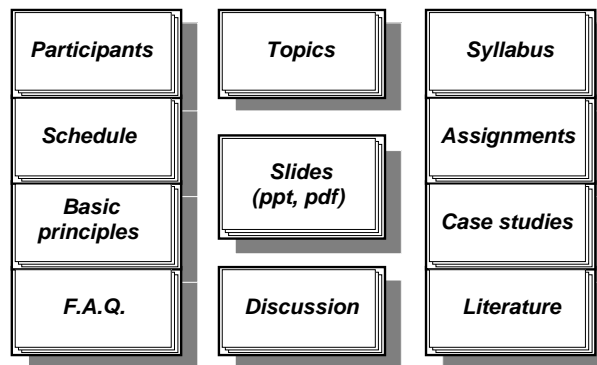 Participants
Topics
Syllabus
Schedule
Assignments
Slides
(ppt, pdf)
Basic
principles
Case studies
F.A.Q.
Discussion
Literature